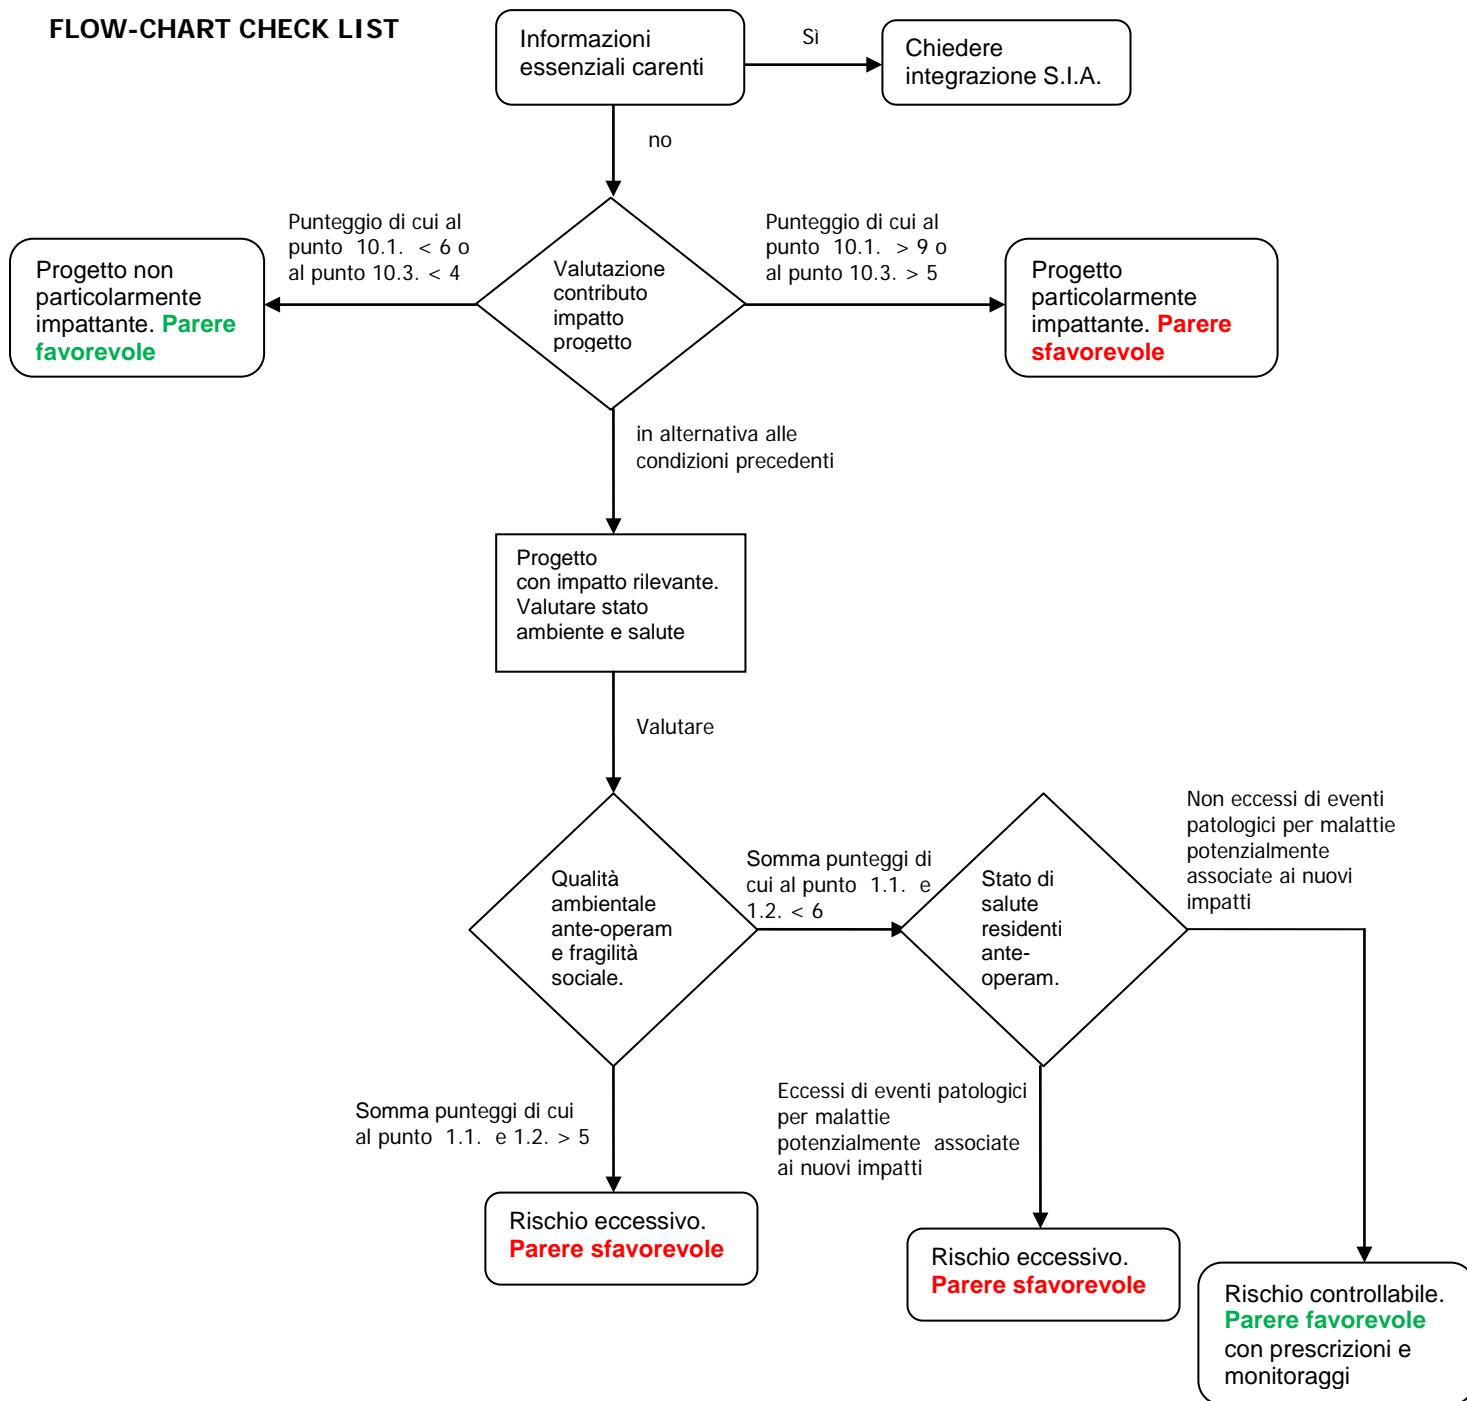 FLOW-CHART CHECK LIST
Informazioni
essenziali carenti
Sì
Chiedere
integrazione S.I.A.
no
Punteggio di cui al
punto 10.1. < 6 o
al punto 10.3. < 4
Punteggio di cui al
punto 10.1. > 9 o
al punto 10.3. > 5
Progetto non
particolarmente
impattante. Parere
favorevole
Valutazione
contributo
impatto
progetto
Progetto
particolarmente
impattante. Parere
sfavorevole
in alternativa alle
condizioni precedenti
Progetto
con impatto rilevante.
Valutare stato
ambiente e salute
Valutare
Qualità
ambientale
ante-operam
e fragilità
sociale.
Somma punteggi di
cui al punto 1.1. e
1.2. < 6
Stato di
salute
residenti
ante-
operam.
Non eccessi di eventi
patologici per malattie
potenzialmente
associate ai nuovi
impatti
Somma punteggi di cui
al punto 1.1. e 1.2. > 5
Eccessi di eventi patologici
per malattie
potenzialmente associate
ai nuovi impatti
Rischio eccessivo.
Parere sfavorevole
Rischio eccessivo.
Parere sfavorevole
Rischio controllabile.
Parere favorevole
con prescrizioni e
monitoraggi